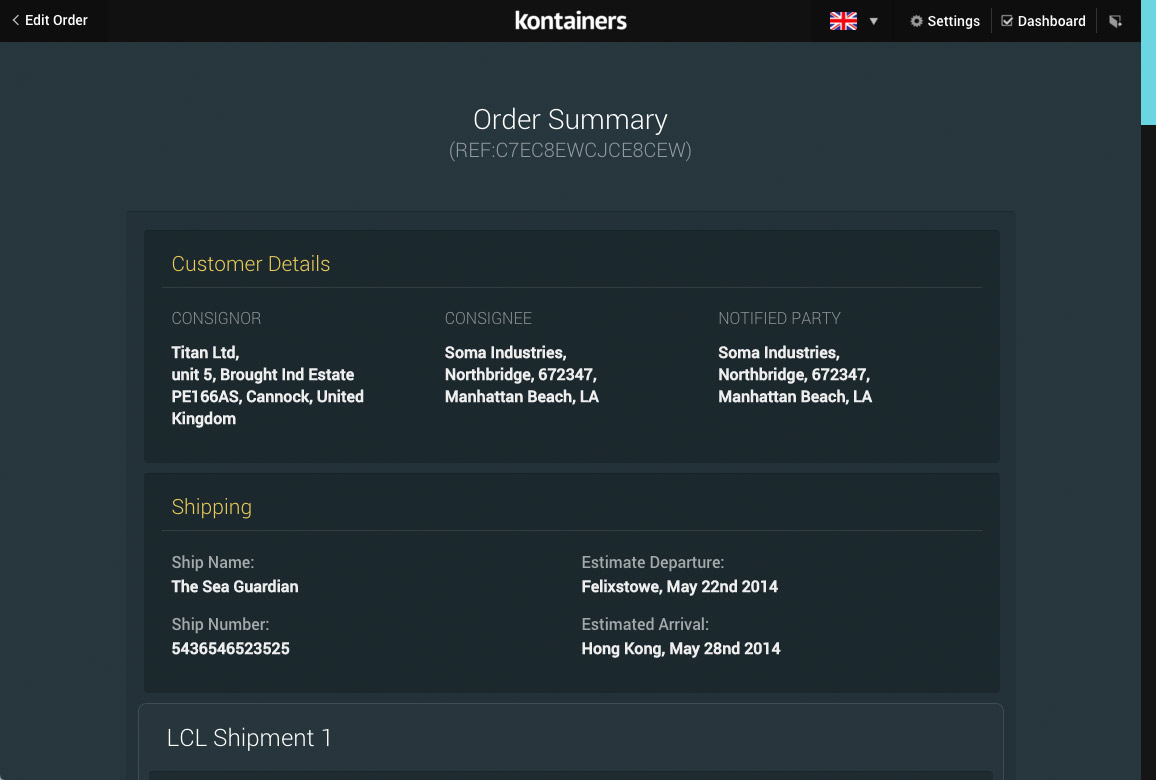 Edit Order
kontainers
Settings
Dashboard
Order Summary
(REF:C7EC8EWCJCE8CEW)
Customer Details
CONSIGNOR
Titan Ltd,
unit 5, Brought Ind Estate
PE166AS, Cannock, United
Kingdom
CONSIGNEE
Soma Industries,
Northbridge, 672347,
Manhattan Beach, LA
NOTIFIED PARTY
Soma Industries,
Northbridge, 672347,
Manhattan Beach, LA
Shipping
Ship Name:
The Sea Guardian
Estimate Departure:
Felixstowe, May 22nd 2014
Ship Number:
5436546523525
Estimated Arrival:
Hong Kong, May 28nd 2014
LCL Shipment 1